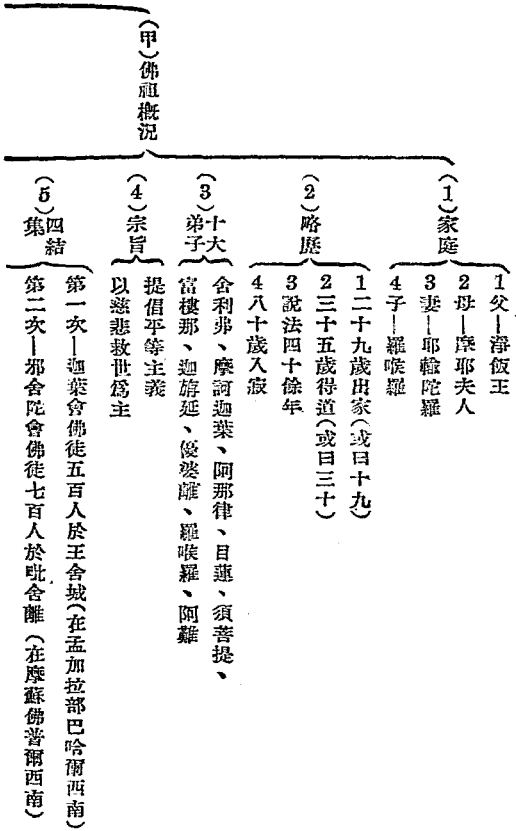 （甲）佛祖概況
（1）家庭
1父—淨飯王
2母—摩耶夫人
3妻—耶輸陀羅
4子—羅喉羅
（2）略歷
1二十九歲出家（或曰十九）
2三十五歲得道（或曰三十）
3說法四十餘年
4八十歲入寂
（3）十大弟子
舍利弗、摩訶迦葉、阿那律、目蓮、須菩提、
富樓那、迦旃延、優婆離、羅喉羅、阿難
（4）宗旨
提倡平等主義
以慈悲救世爲主
（5）四結集
第一次—迦葉會佛徒五百人於王舍城（在孟加拉部巴哈爾西南）
第二次—邪舍陀會佛徒七百人於毗舍離（在摩蘇佛普爾西南）